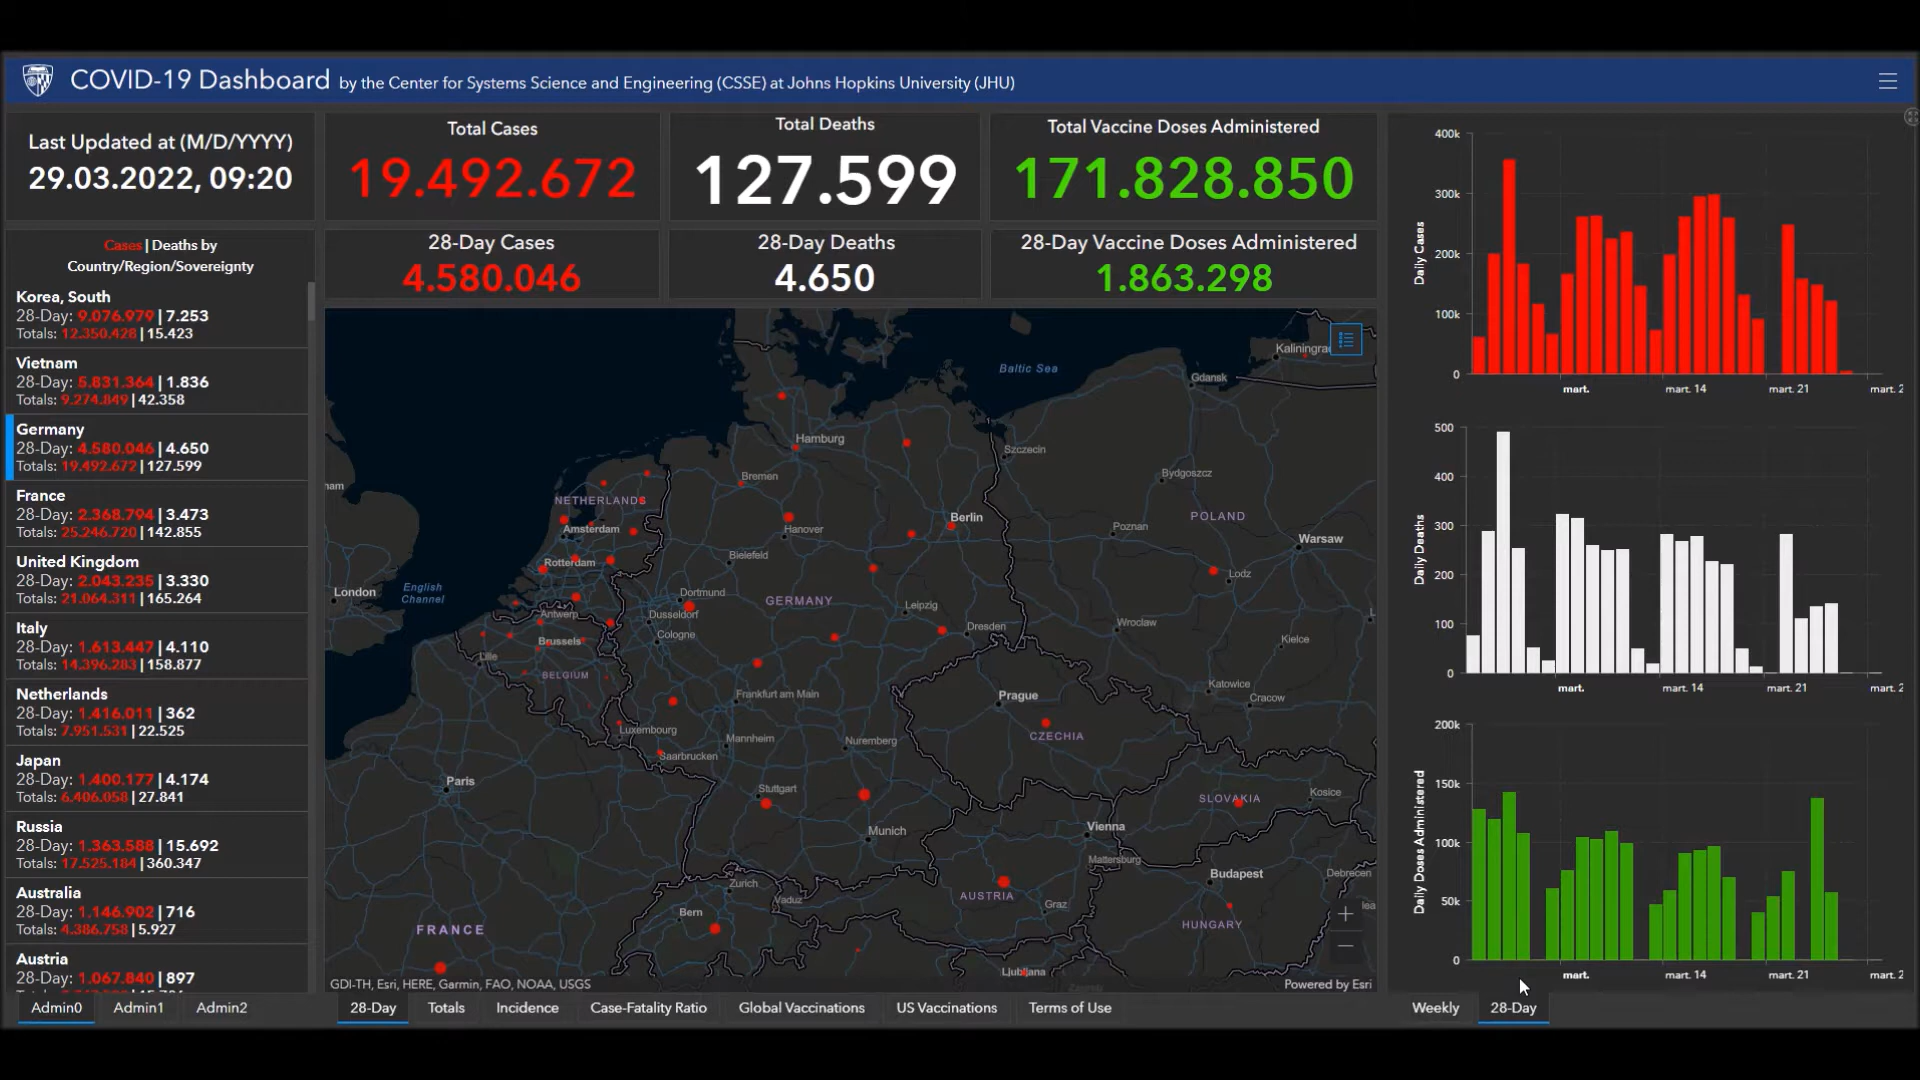 COVID-19 Dashboard by the Center for Systems Science and Engineering (CSSE) at Johns Hopkins University (JHU)
Last Updated at (M/D/YYYY)
29.03.2022, 09:20
Total Cases
19.492.672
Total Deaths
127.599
Total Vaccine Doses Administered
171.828.850
28-Day Cases
4.580.046
28-Day Deaths
4.650
28-Day Vaccine Doses Administered
1.863.298
Cases | Deaths by
Country/Region/Sovereignty
Korea, South
28-Day: 9.076.979 | 7.253
Totals: 12.350.428 | 15.423
Vietnam
28-Day: 5.831.364 | 1.836
Totals: 9.274.849 | 42.358
Germany
28-Day: 4.580.046 | 4.650
Totals: 19.492.672 | 127.599
France
28-Day: 2.368.794 | 3.473
Totals: 25.246.720 | 142.855
United Kingdom
28-Day: 2.043.235 | 3.330
Totals: 21.064.311 | 165.264
Italy
28-Day: 1.613.447 | 4.110
Totals: 14.396.283 | 158.877
Netherlands
28-Day: 1.416.011 | 362
Totals: 7.951.531 | 22.525
Japan
28-Day: 1.400.177 | 4.174
Totals: 6.406.058 | 27.841
Russia
28-Day: 1.363.588 | 15.692
Totals: 17.525.184 | 360.347
Australia
28-Day: 1.146.902 | 716
Totals: 4.386.758 | 5.927
Austria
28-Day: 1.067.840 | 897
Admin0 Admin1 Admin2
Kaliningra
Baltic Sea
Gdansk
Hamburg
Szczecin
Bremen
Bydgoszcz
ham
NETHERLANDS
Berlin
POLAND
Amsterdam
Hanover
Poznan
Warsaw
Bielefeld
Rotterdam
Lodz
London
English
Channel
Dortmund
GERMANY
Leipzig
Antwerp
Dusseldorf
Dresden
Wroclaw
Brussels
Cologne
Kielce
Lille
BELGIUM
Katowice
Frankfurt am Main
Prague
Cracow
Luxembourg
Mannheim
Nuremberg
CZECHIA
Saarbrucken
Paris
Stuttgart
SLOVAKIA
Kosice
Munich
Vienna
Mattersburg
Zurich
Budapest
Debrecen
Vaduz
AUSTRIA
Graz
Bern
HUNGARY
FRANCE
Ljubljana
GDI-TH, Esri, HERE, Garmin, FAO, NOAA, USGS
Powered by Esri
28-Day Totals Incidence Case-Fatality Ratio Global Vaccinations US Vaccinations Terms of Use
Daily Cases
400k
300k
200k
100k
0
mart. mart. 14 mart. 21 mart. 2
Daily Deaths
500
400
300
200
100
0
mart. mart. 14 mart. 21 mart. 2
Daily Doses Administered
200k
150k
100k
50k
0
mart. mart. 14 mart. 21 mart. 2
Weekly 28-Day